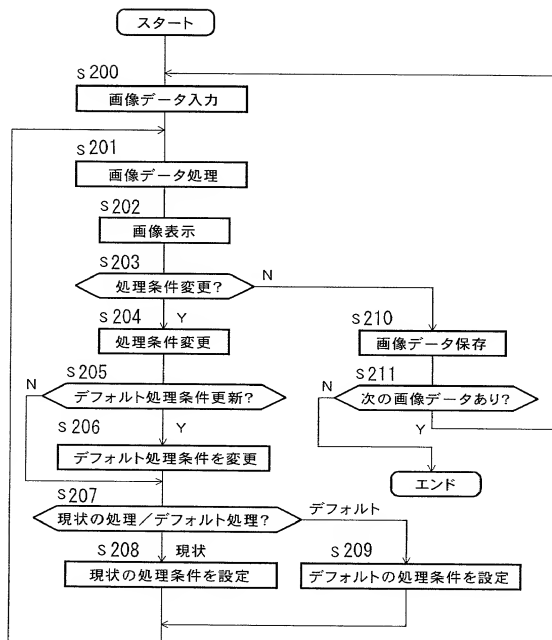 スタート
S200
画像データ入力
S201
画像データ処理
S202
画像表示
S203
処理条件変更?
N
S204
Y
処理条件変更
S210
画像データ保存
S205
N
デフォルト処理条件更新?
S211
N
次の画像データあり?
S206
Y
Y
デフォルト処理条件を変更
エンド
S207
現状の処理/デフォルト処理?
デフォルト
S208
現状
S209
現状の処理条件を設定
デフォルトの処理条件を設定